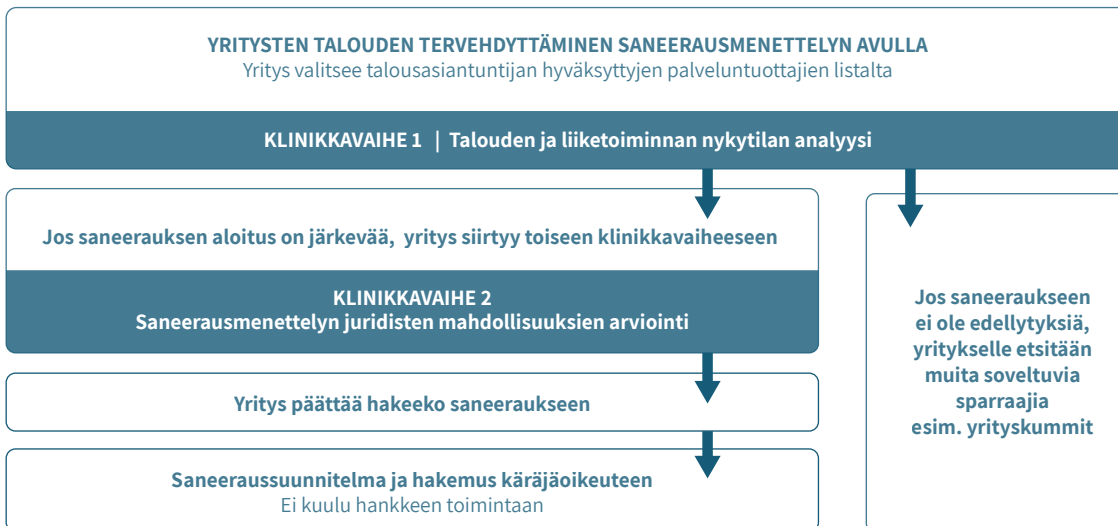 YRITYSTEN TALOUDEN TERVEHDYTTÄMINEN SANEERAUSMENETTELYN AVULLA
Yritys valitsee talousasiantuntijan hyväksyttyjen palveluntuottajien listalta
KLINIKKAVAIHE 1 | Talouden ja liiketoiminnan nykytilan analyysi
Jos saneerauksen aloitus on järkevää, yritys siirtyy toiseen klinikkavaiheeseen
KLINIKKAVAIHE 2
Saneerausmenettelyn juridisten mahdollisuuksien arviointi
Yritys päättää hakeeko saneeraukseen
Saneeraussuunnitelma ja hakemus käräjäoikeuteen
Ei kuulu hankkeen toimintaan
Jos saneeraukseen
ei ole edellytyksiä,
yritykselle etsitään
muita soveltuvia
sparraajia
esim. yrityskummit